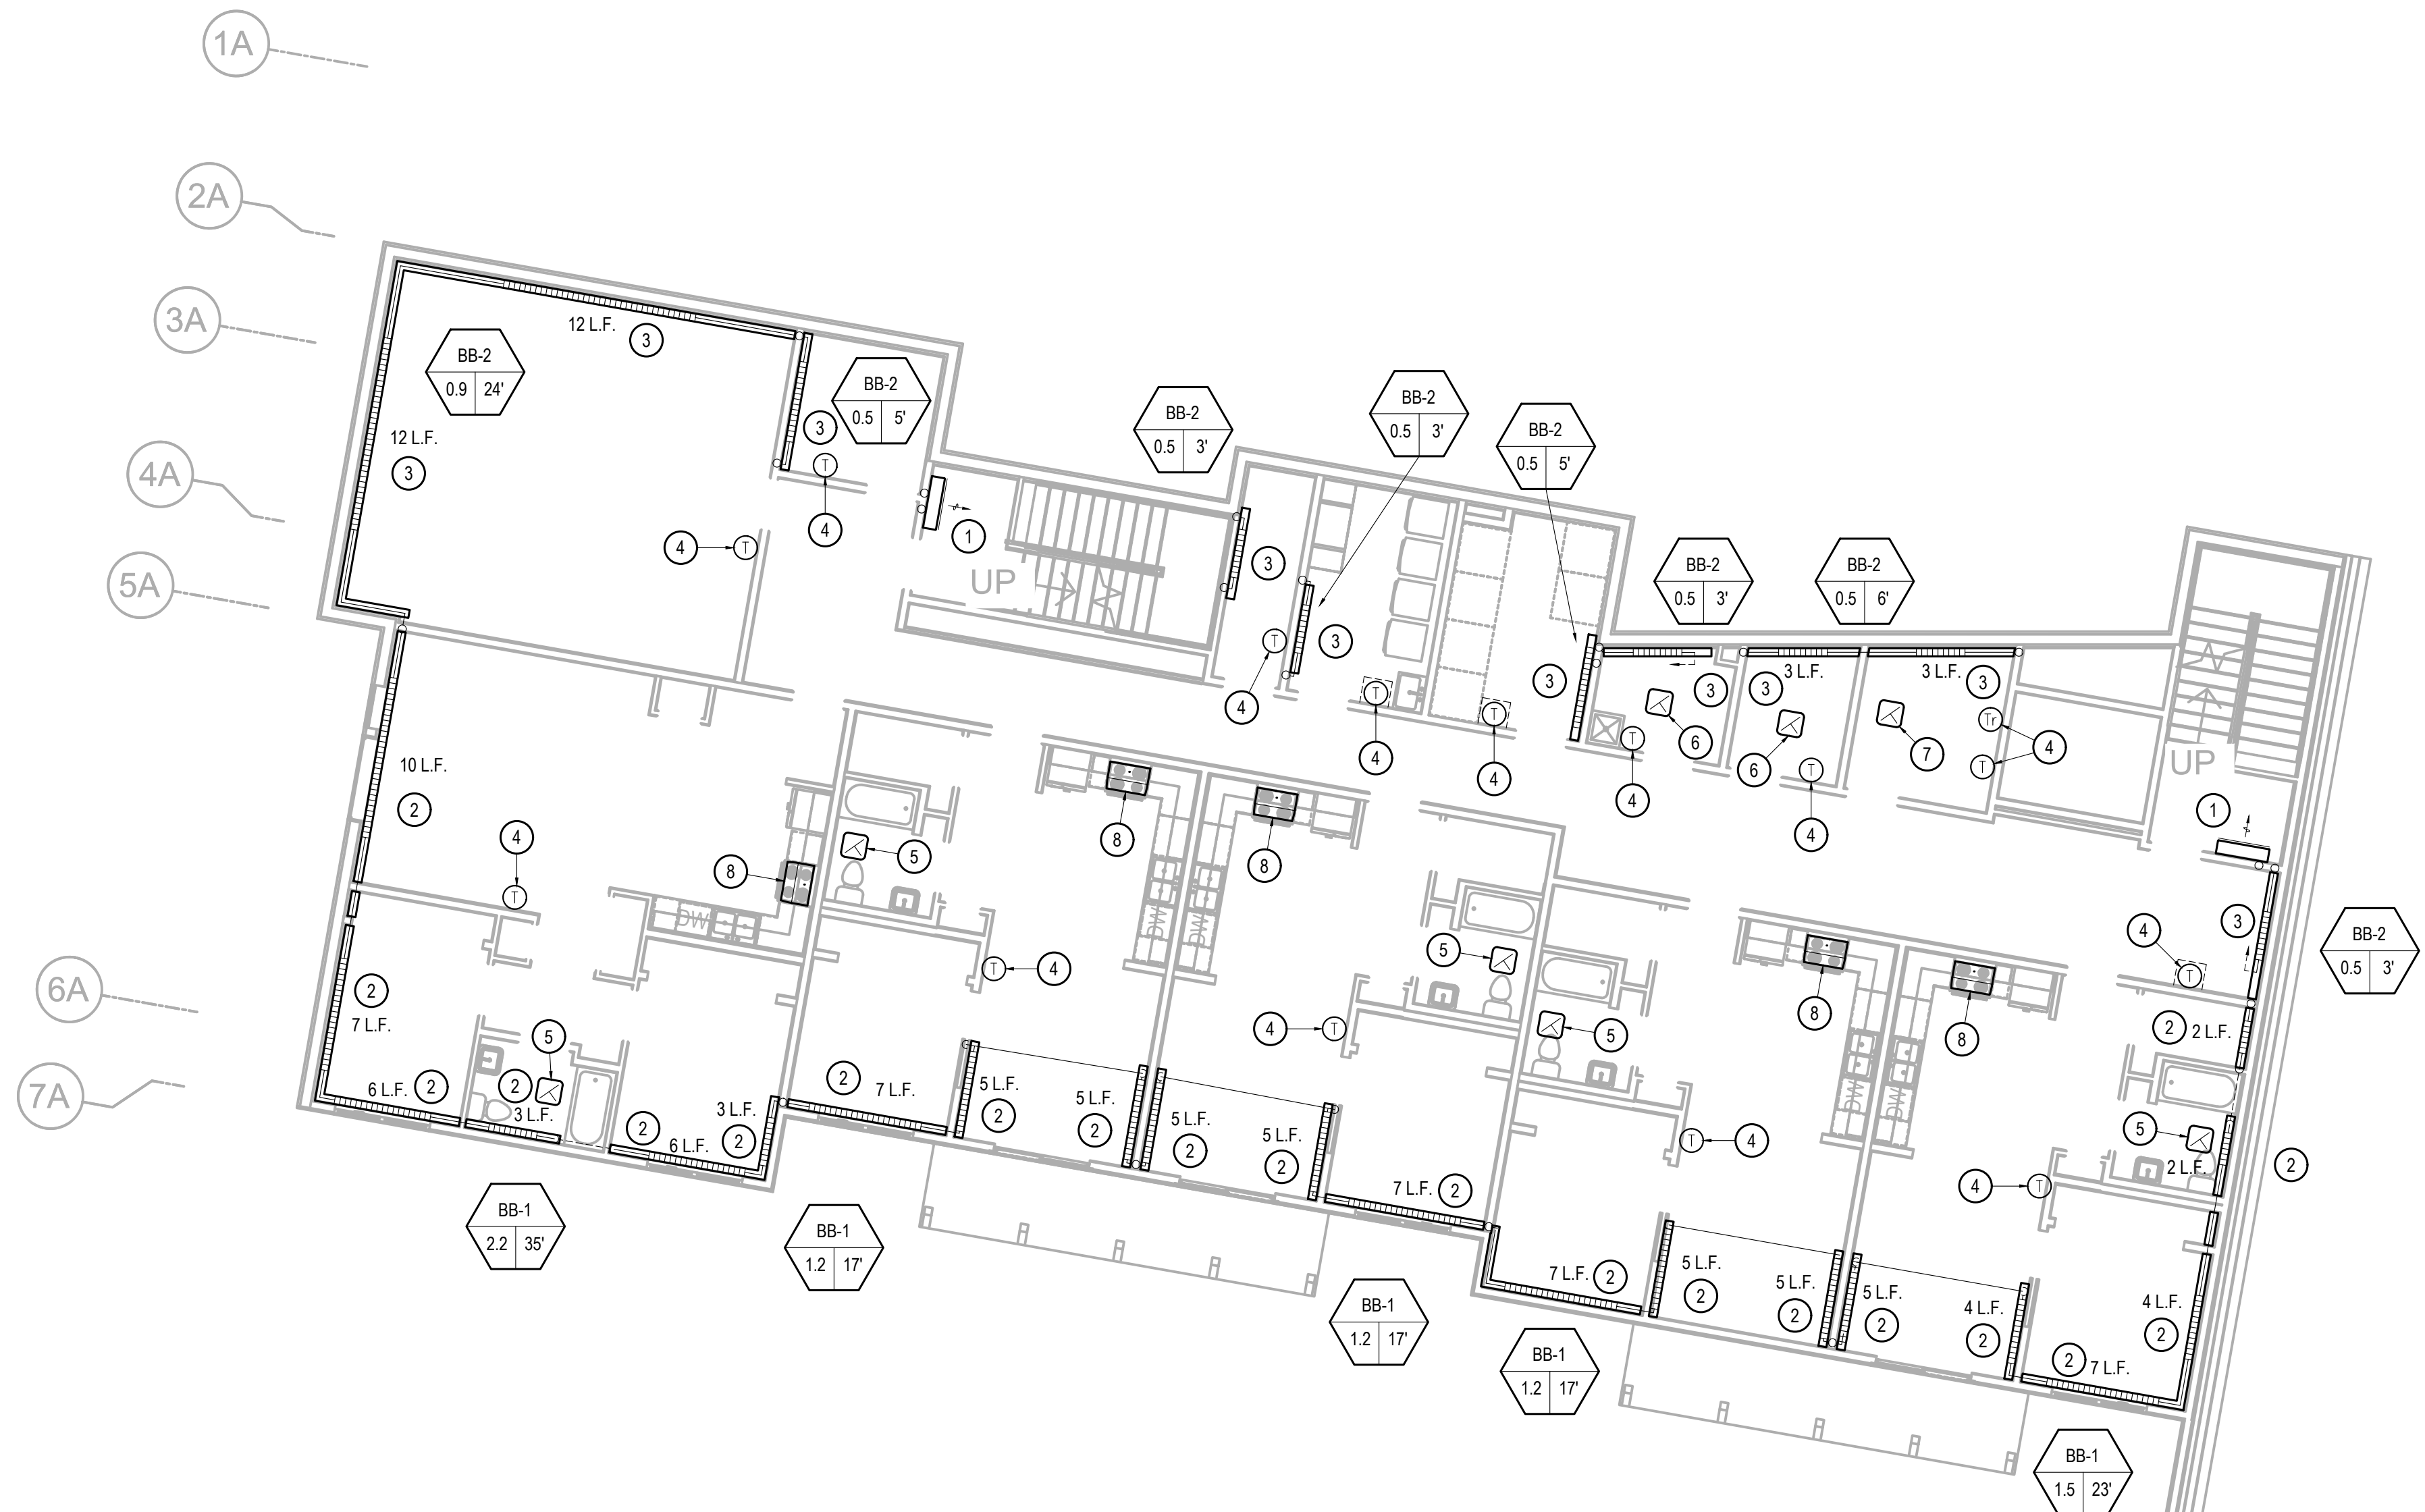 1A
2A
3A
4A
5A
6A
7A
12 L.F.
3
BB-2
0.9 24'
12 L.F.
3
BB-2
0.5 5'
3
T
4
4
T
1
UP
BB-2
0.5 3'
BB-2
0.5 3'
BB-2
0.5 5'
3
3
T
4
T
4
T
4
3
BB-2
0.5 3'
BB-2
0.5 6'
3
3 L.F.
3
3 L.F.
3
6
T
4
6
T
4
7
Tr
T
4
UP
1
3
BB-2
0.5 3'
4
T
10 L.F.
2
4
T
8
DW
5
8
DW
8
DW
4
T
5
4
T
5
8
DW
8
DW
4
T
2
2 L.F.
5
2 L.F.
2
4
T
2
7 L.F.
6 L.F.
2
5
2
3 L.F.
2
6 L.F.
3 L.F.
2
BB-1
2.2 35'
2
7 L.F.
5 L.F.
2
5 L.F.
2
5 L.F.
2
5 L.F.
2
7 L.F.
2
BB-1
1.2 17'
BB-1
1.2 17'
7 L.F.
2
5 L.F.
2
5 L.F.
2
5 L.F.
2
4 L.F.
2
4 L.F.
2
2
7 L.F.
BB-1
1.2 17'
BB-1
1.5 23'